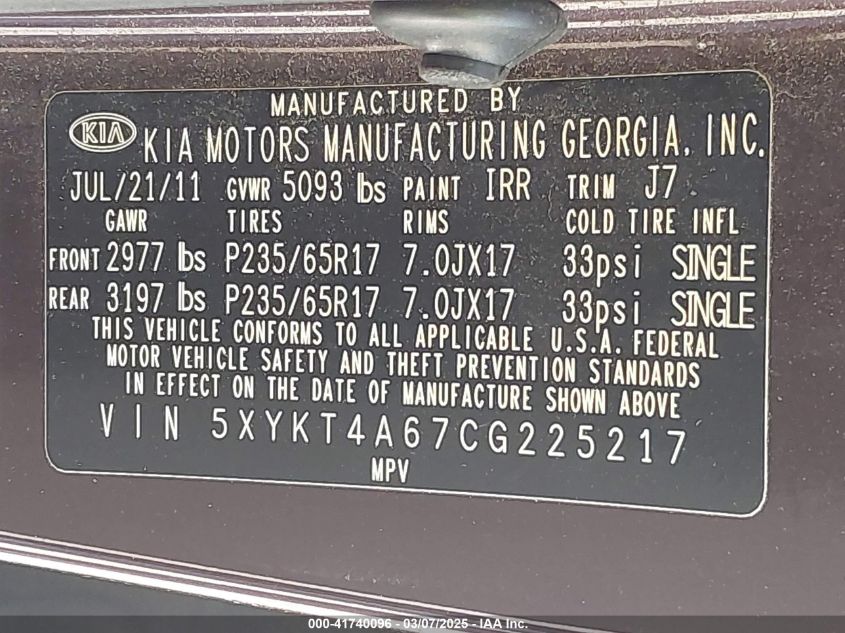 MANUFACTURED BY
KIA KIA MOTORS MANUFACTURING GEORGIA, INC.
JUL/21/11 GVWR 5093 lbs PAINT IRR TRIM J7
GAWR TIRES RIMS COLD TIRE INFL
FRONT 2977 lbs P235/65R17 7.0JX17 33psi SINGLE
REAR 3197 lbs P235/65R17 7.0JX17 33psi SINGLE
THIS VEHICLE CONFORMS TO ALL APPLICABLE U.S.A. FEDERAL
MOTOR VEHICLE SAFETY AND THEFT PREVENTION STANDARDS
IN EFFECT ON THE DATE OF MANUFACTURE SHOWN ABOVE
VIN 5XYKT4A67CG225217
MPV
000-41740096 - 03/07/2025 - IAA Inc.